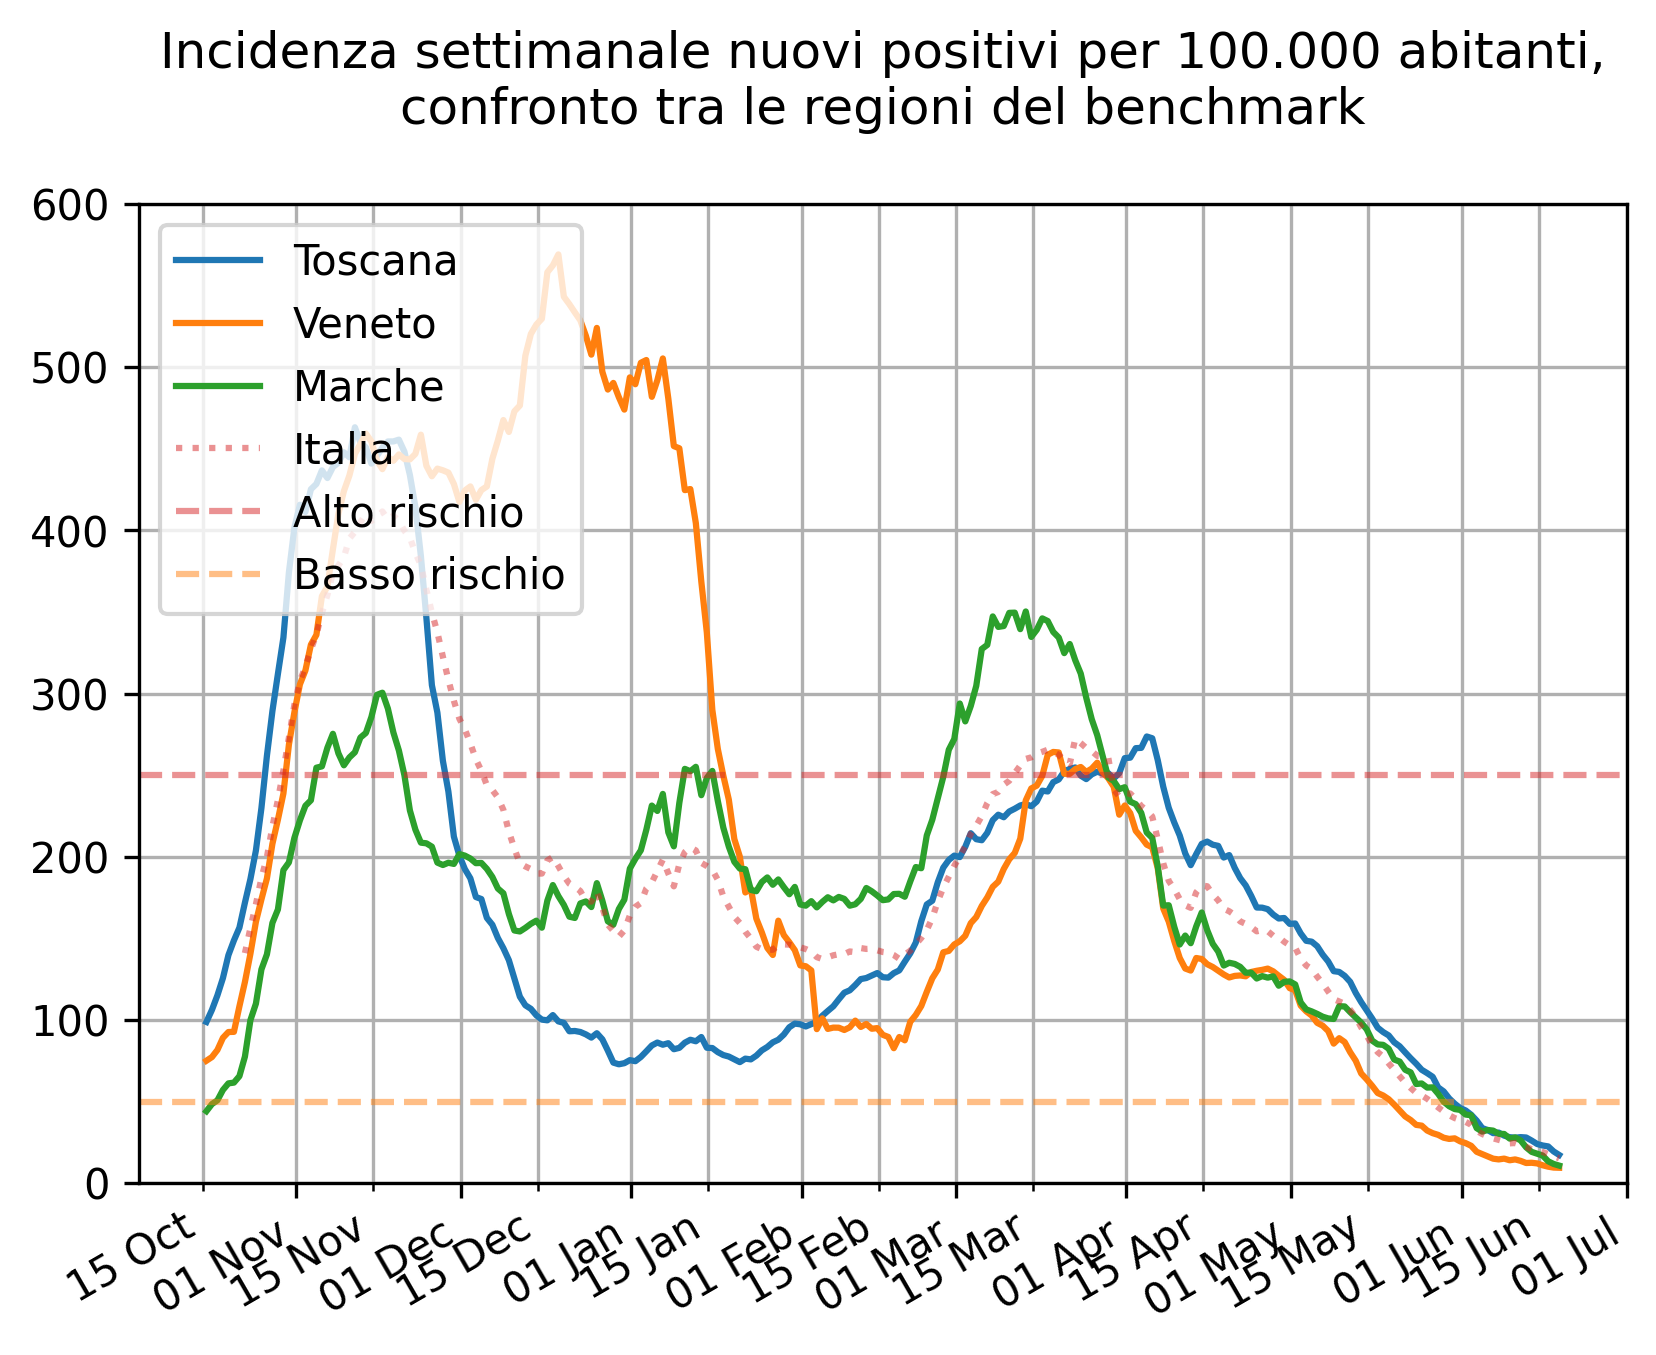 Incidenza settimanale nuovi positivi per 100.000 abitanti,
confronto tra le regioni del benchmark
600
500
400
300
200
100
0
Toscana
Veneto
Marche
Italia
Alto rischio
Basso rischio
15 Oct
01 Nov
15 Nov
01 Dec
15 Dec
01 Jan
15 Jan
01 Feb
15 Feb
01 Mar
15 Mar
01 Apr
15 Apr
01 May
15 May
01 Jun
15 Jun
01 Jul